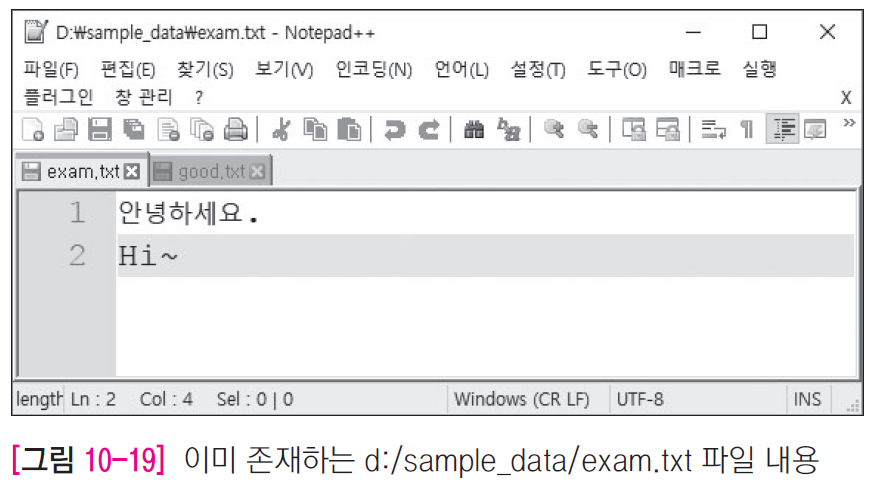 D:₩sample_data₩exam.txt - Notepad++
파일(F) 편집(E) 찾기(S) 보기(V) 인코딩(N) 언어(L) 설정(T) 도구(O) 매크로 실행
플러그인 창 관리 ? X
exam.txt good.txt
1 안녕하세요.
2 Hi~
length Ln : 2 Col : 4 Sel : 0 | 0 Windows (CR LF) UTF-8 INS
[그림 10-19] 이미 존재하는 d:/sample_data/exam.txt 파일 내용